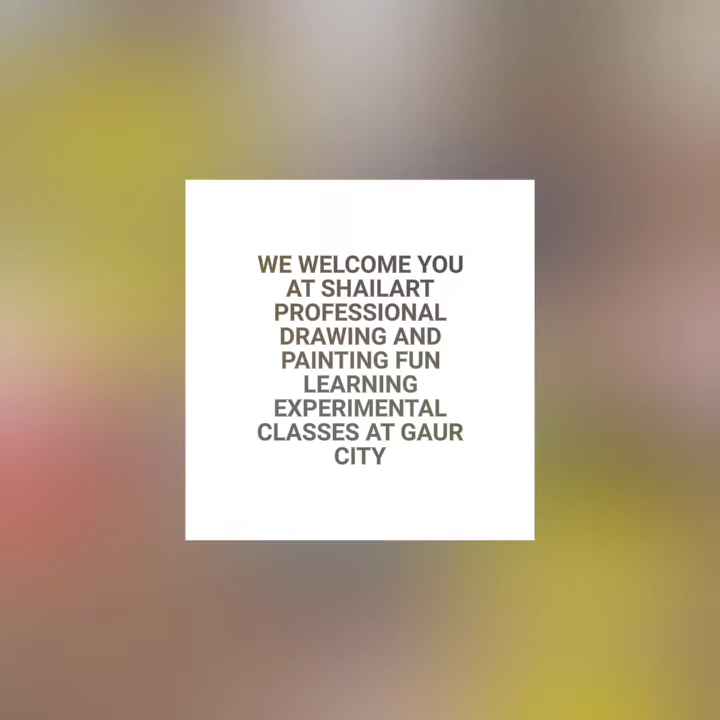 WE WELCOME YOU
AT SHAILART
PROFESSIONAL
DRAWING AND
PAINTING FUN
LEARNING
EXPERIMENTAL
CLASSES AT GAUR
CITY